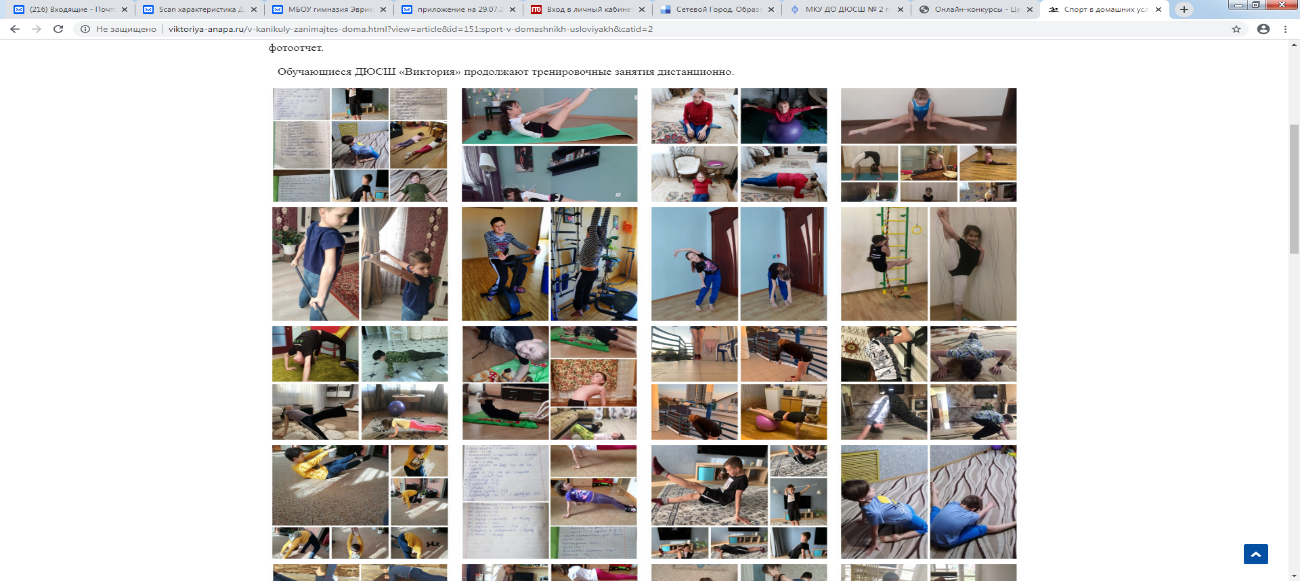 (216) Входящие - Почт
Scan характеристика Д
МБОУ гимназия Эврик
приложение на 29.07.2
Вход в личный кабине
Сетевой Город. Образ
МКУ ДО ДЮСШ № 2 г
Онлайн-конкурсы - Це
Спорт в домашних усл
Не защищено | viktoriya-anapa.ru/v-kanikuly-zanimajtes-doma.html?view=article&id=151:sport-v-domashnikh-usloviyakh&catid=2
фотоотчет.
Обучающиеся ДЮСШ «Виктория» продолжают тренировочные занятия дистанционно.